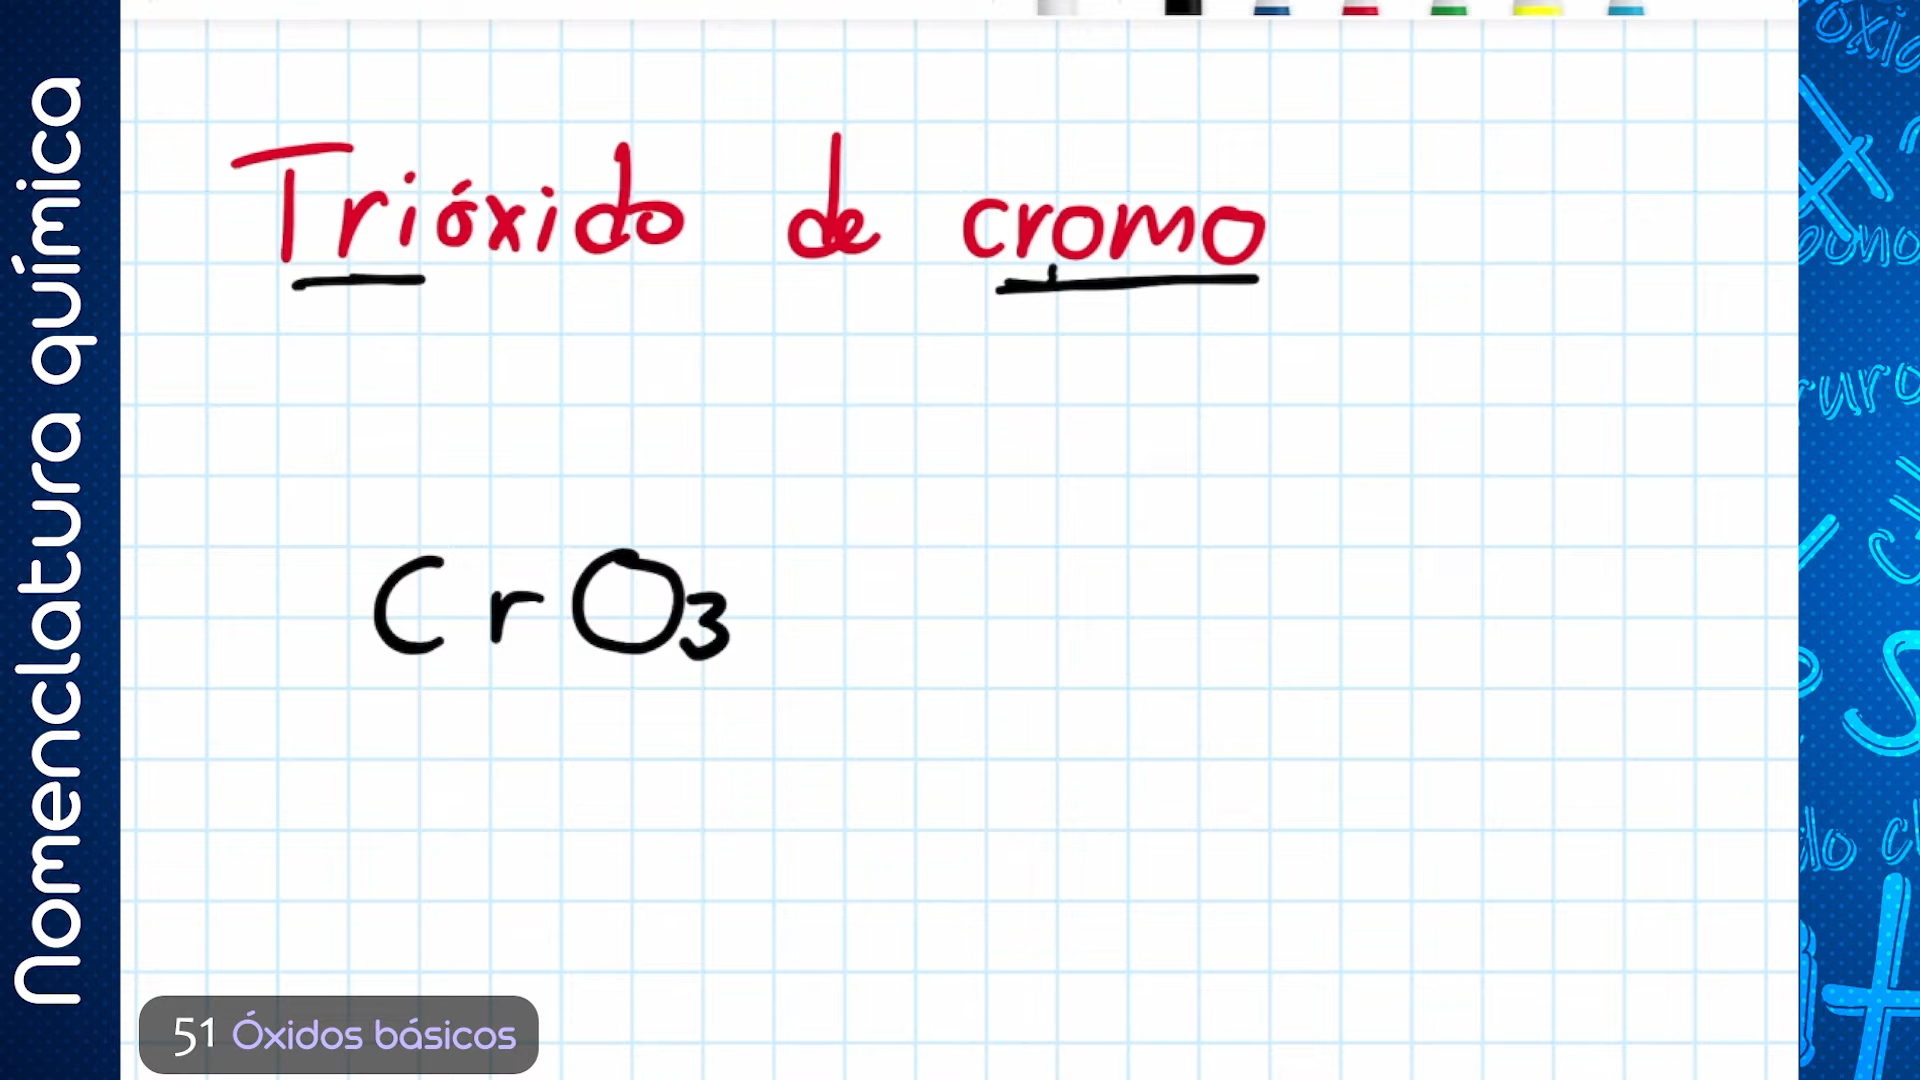 Nomenclatura química
Trióxido de cromo
CrO3
51 Óxidos básicos